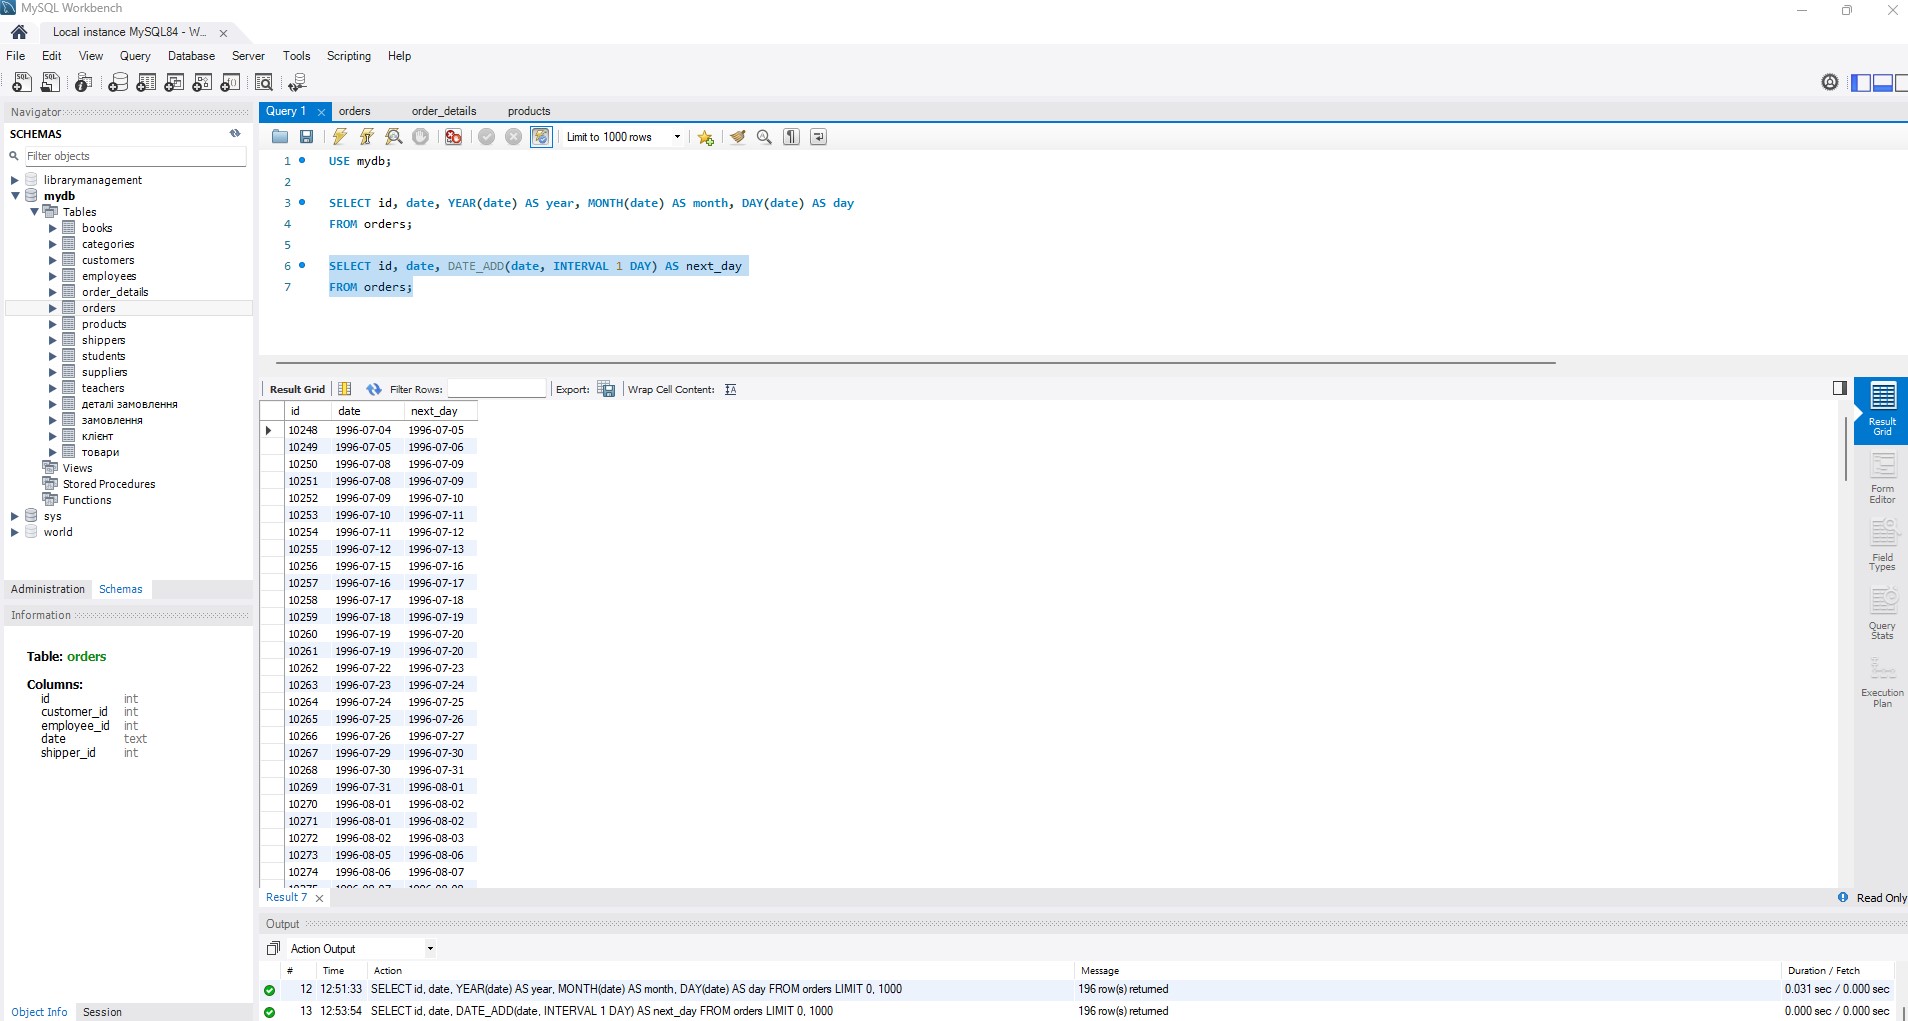 MySQL Workbench
Local instance MySQL84 - W...
File Edit View Query Database Server Tools Scripting Help
Navigator
SCHEMAS
Filter objects
librarymanagement
mydb
Tables
books
categories
customers
employees
order_details
orders
products
shippers
students
suppliers
teachers
деталі замовлення
замовлення
клієнт
товари
Views
Stored Procedures
Functions
sys
world
Administration Schemas
Information
Table: orders
Columns:
id int
customer_id int
employee_id int
date text
shipper_id int
Object Info Session
Query 1 orders order_details products
Limit to 1000 rows
1 USE mydb;
2
3 SELECT id, date, YEAR(date) AS year, MONTH(date) AS month, DAY(date) AS day
4 FROM orders;
5
6 SELECT id, date, DATE_ADD(date, INTERVAL 1 DAY) AS next_day
7 FROM orders;
Result Grid Filter Rows: Export: Wrap Cell Content:
id date next_day
10248 1996-07-04 1996-07-05
10249 1996-07-05 1996-07-06
10250 1996-07-08 1996-07-09
10251 1996-07-08 1996-07-09
10252 1996-07-09 1996-07-10
10253 1996-07-10 1996-07-11
10254 1996-07-11 1996-07-12
10255 1996-07-12 1996-07-13
10256 1996-07-15 1996-07-16
10257 1996-07-16 1996-07-17
10258 1996-07-17 1996-07-18
10259 1996-07-18 1996-07-19
10260 1996-07-19 1996-07-20
10261 1996-07-19 1996-07-20
10262 1996-07-22 1996-07-23
10263 1996-07-23 1996-07-24
10264 1996-07-24 1996-07-25
10265 1996-07-25 1996-07-26
10266 1996-07-26 1996-07-27
10267 1996-07-29 1996-07-30
10268 1996-07-30 1996-07-31
10269 1996-07-31 1996-08-01
10270 1996-08-01 1996-08-02
10271 1996-08-01 1996-08-02
10272 1996-08-02 1996-08-03
10273 1996-08-05 1996-08-06
10274 1996-08-06 1996-08-07
Result Grid
Form Editor
Field Types
Query Stats
Execution Plan
Result 7
Read Only
Output
Action Output
# Time Action Message Duration / Fetch
12 12:51:33 SELECT id, date, YEAR(date) AS year, MONTH(date) AS month, DAY(date) AS day FROM orders LIMIT 0, 1000 196 row(s) returned 0.031 sec / 0.000 sec
13 12:53:54 SELECT id, date, DATE_ADD(date, INTERVAL 1 DAY) AS next_day FROM orders LIMIT 0, 1000 196 row(s) returned 0.000 sec / 0.000 sec